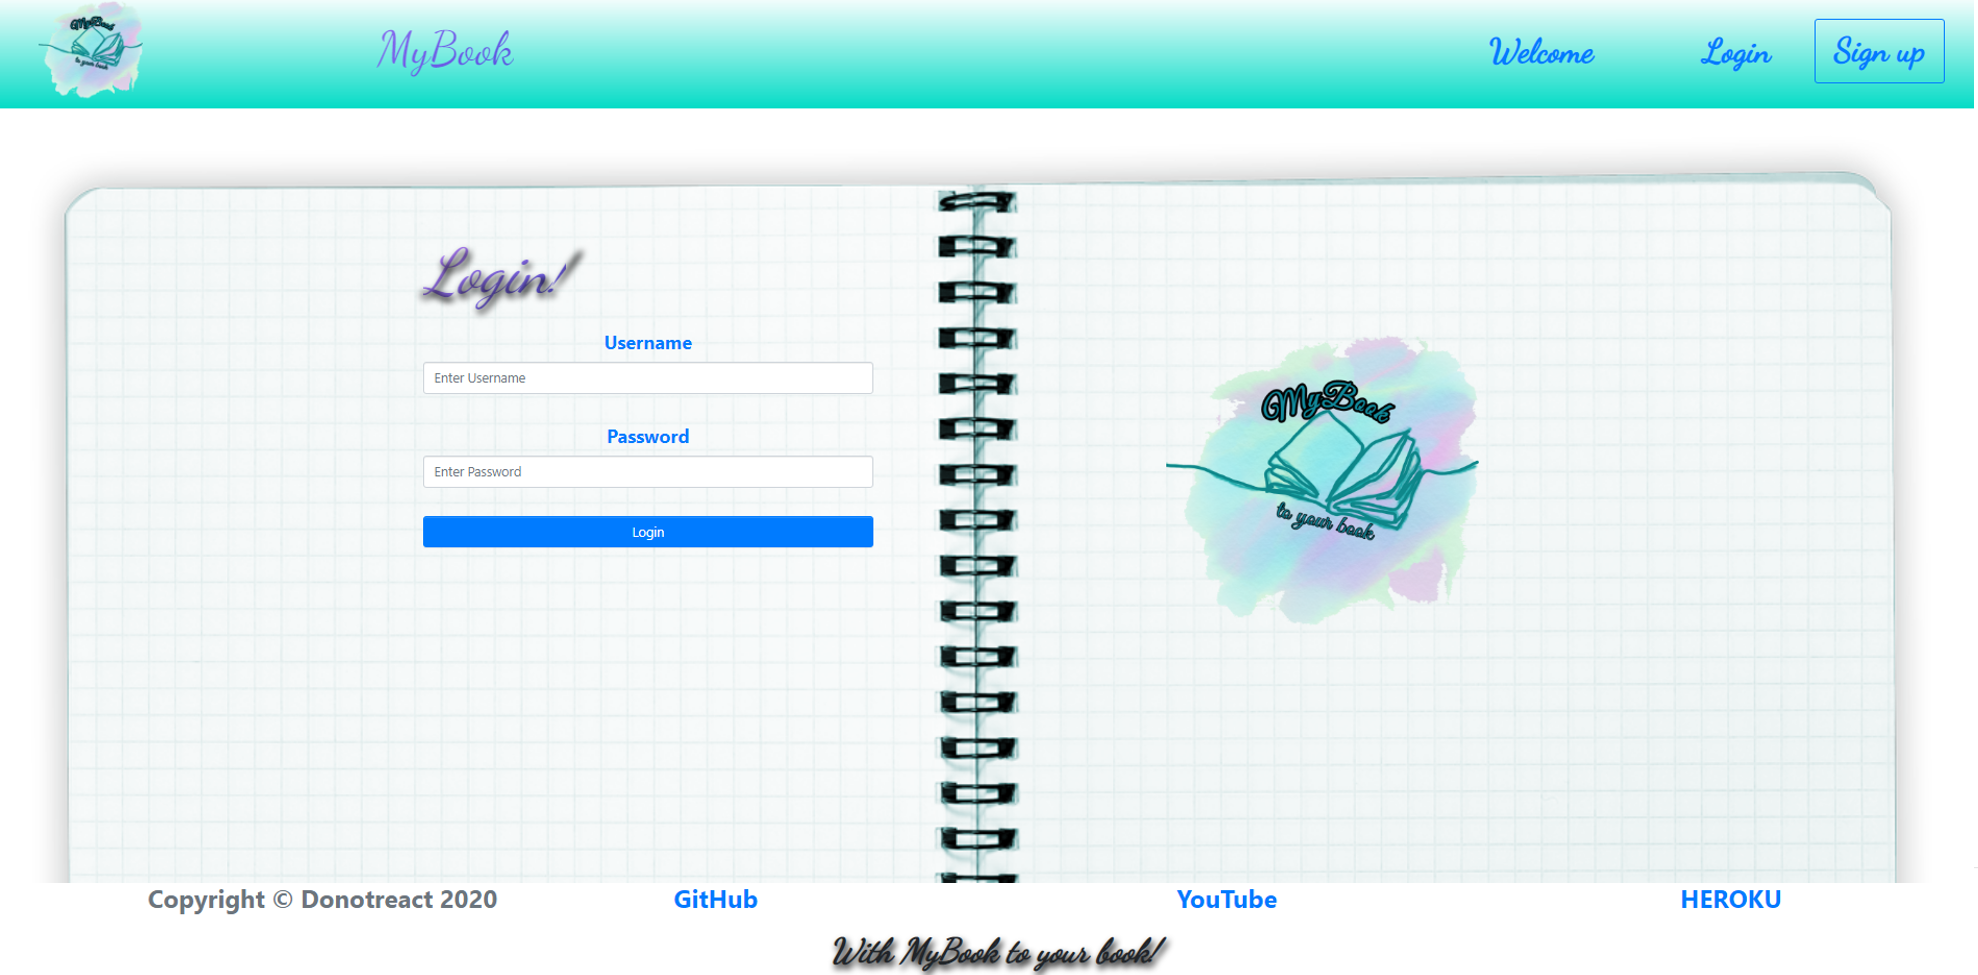 MyBook
to your book
MyBook
Welcome
Login
Sign up
Login!
Username
Enter Username
Password
Enter Password
Login
MyBook
to your book
Copyright © Donotreact 2020
GitHub
YouTube
HEROKU
With MyBook to your book!